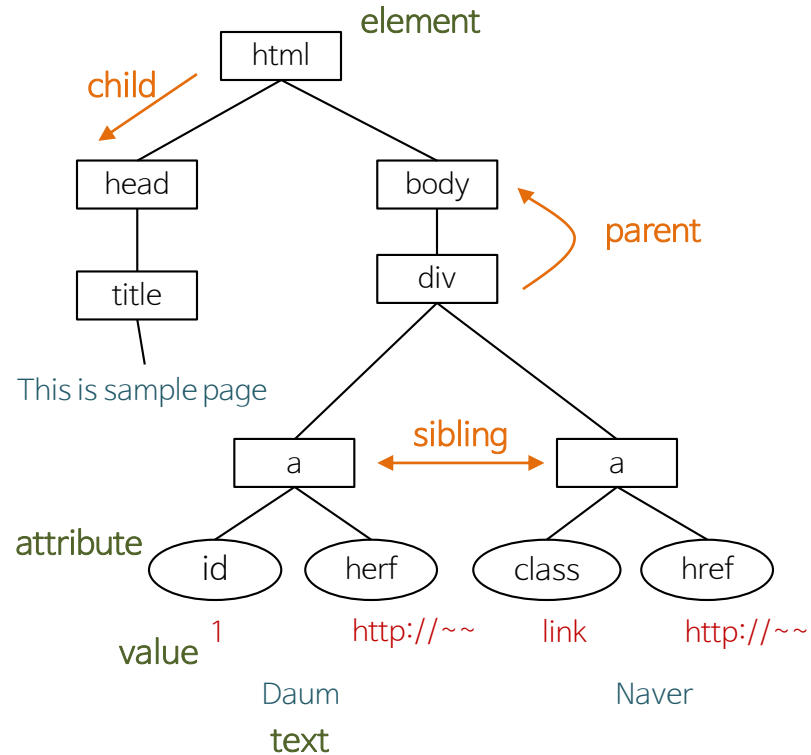 element
html
child
head
body
parent
title
div
This is sample page
sibling
a
a
attribute
id
herf
class
href
1
http://~~
link
http://~~
value
Daum
Naver
text